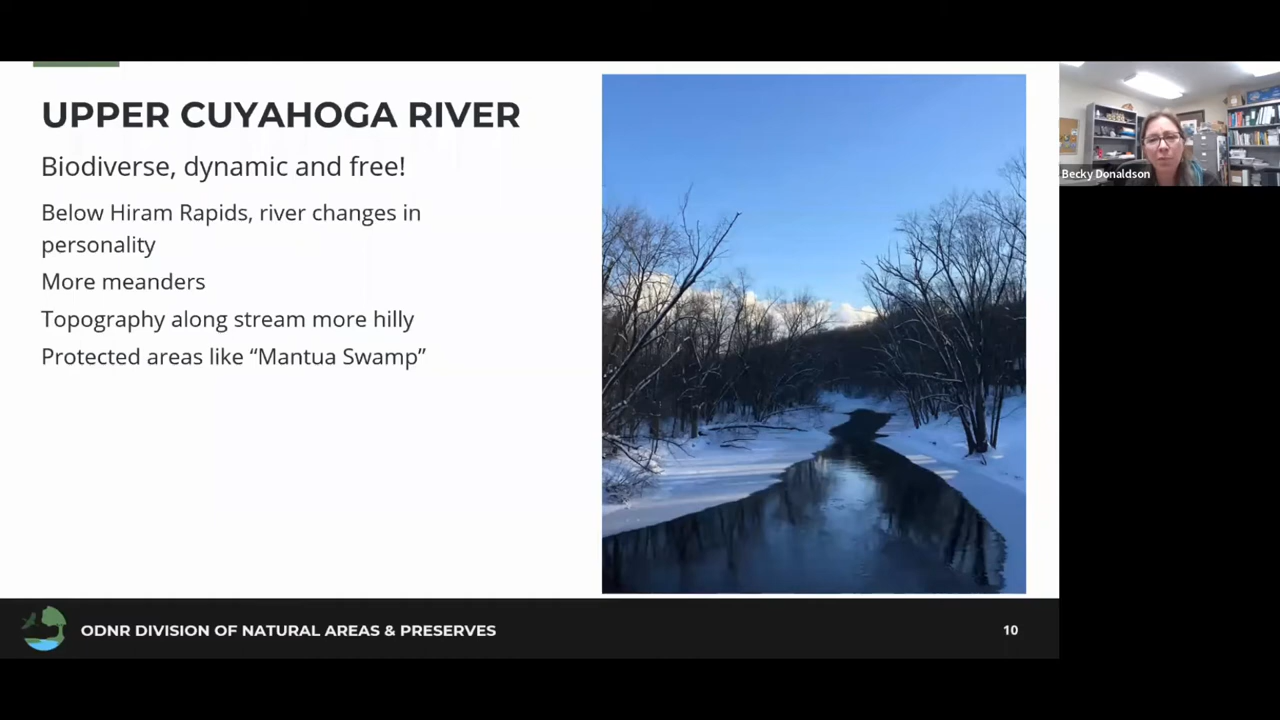 UPPER CUYAHOGA RIVER
Biodiverse, dynamic and free!
Below Hiram Rapids, river changes in
personality
More meanders
Topography along stream more hilly
Protected areas like “Mantua Swamp”
ODNR DIVISION OF NATURAL AREAS & PRESERVES
10
Becky Donaldson